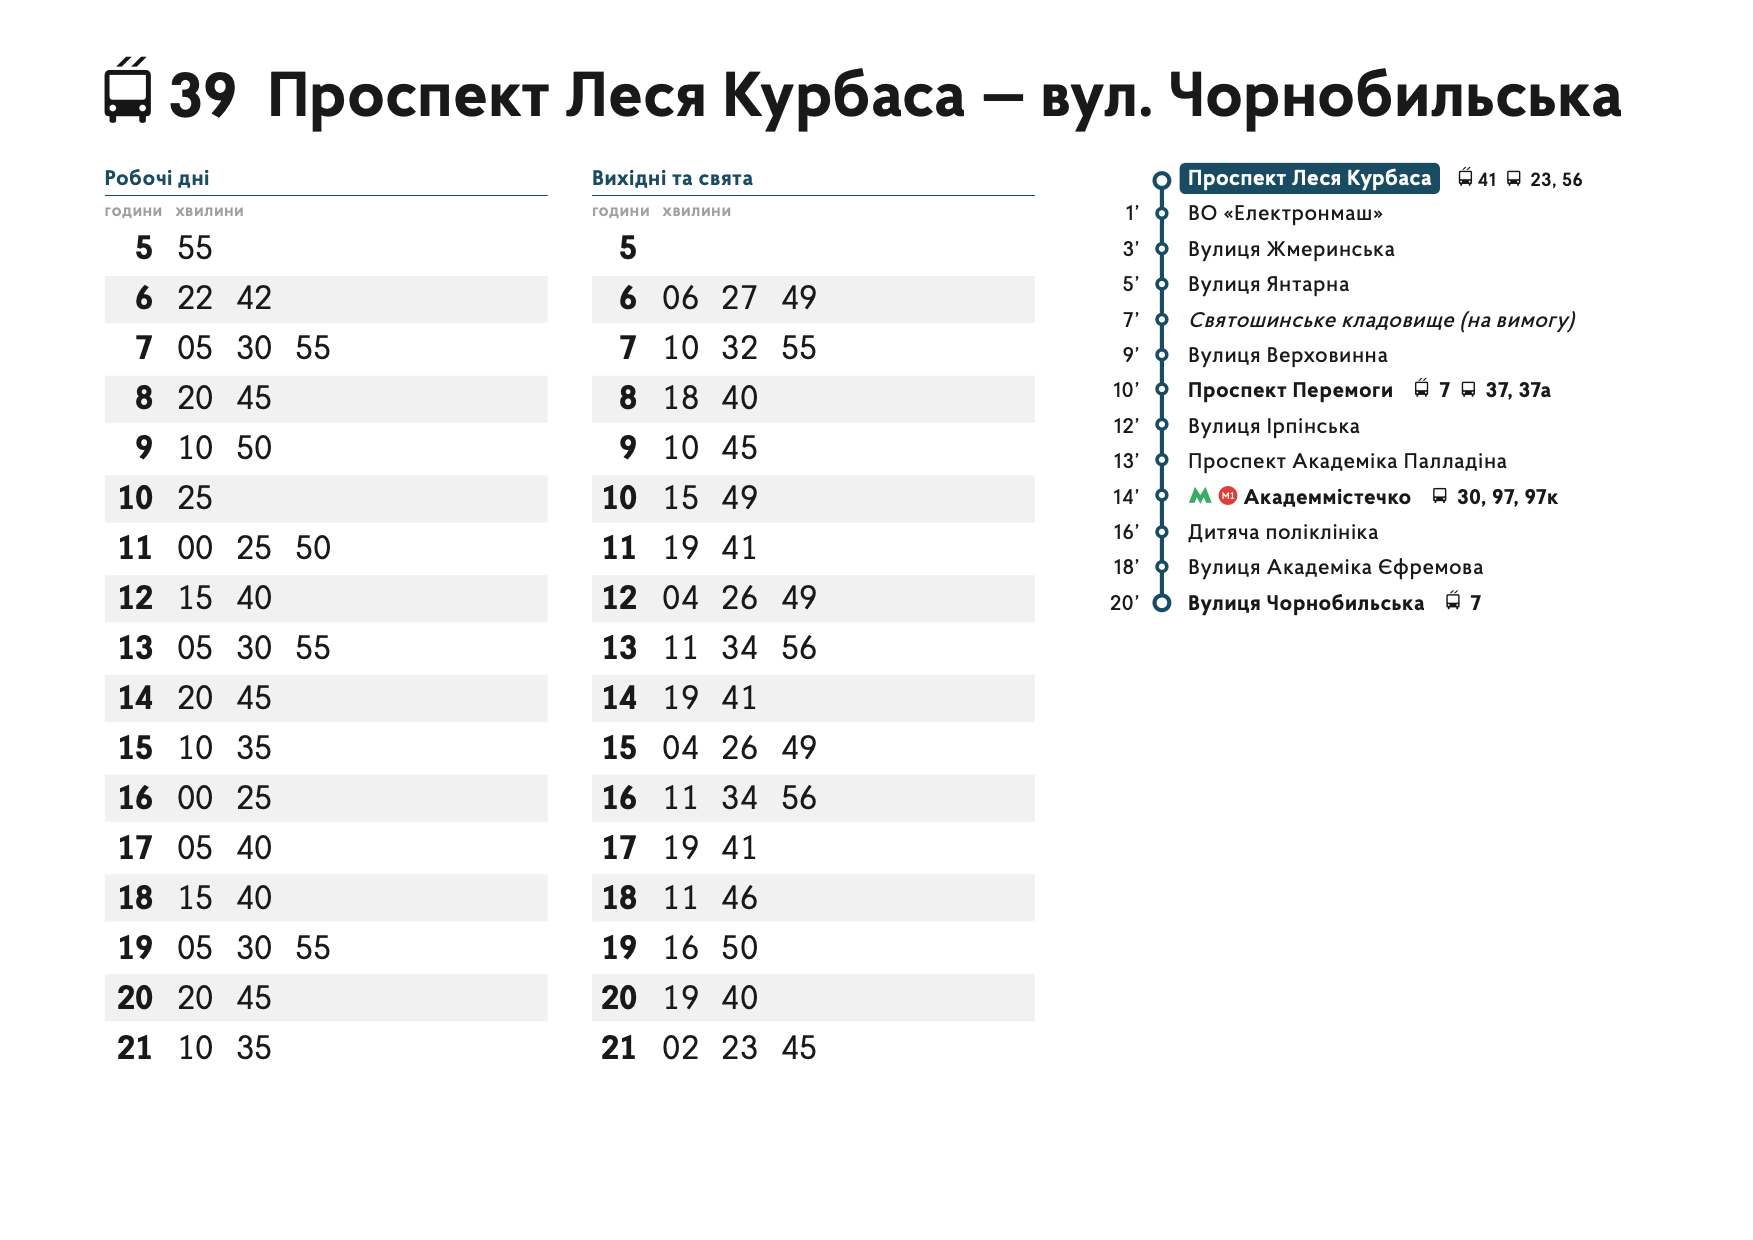 39 Проспект Леся Курбаса — вул. Чорнобильська
Робочі дні
години хвилини
5 55
6 22 42
7 05 30 55
8 20 45
9 10 50
10 25
11 00 25 50
12 15 40
13 05 30 55
14 20 45
15 10 35
16 00 25
17 05 40
18 15 40
19 05 30 55
20 20 45
21 10 35
Вихідні та свята
години хвилини
5
6 06 27 49
7 10 32 55
8 18 40
9 10 45
10 15 49
11 19 41
12 04 26 49
13 11 34 56
14 19 41
15 04 26 49
16 11 34 56
17 19 41
18 11 46
19 16 50
20 19 40
21 02 23 45
Проспект Леся Курбаса 41 23, 56
1’ ВО «Електронмаш»
3’ Вулиця Жмеринська
5’ Вулиця Янтарна
7’ Святошинське кладовище (на вимогу)
9’ Вулиця Верховинна
10’ Проспект Перемоги 7 37, 37а
12’ Вулиця Ірпінська
13’ Проспект Академіка Палладіна
14’ М1 Академмістечко 30, 97, 97к
16’ Дитяча поліклініка
18’ Вулиця Академіка Єфремова
20’ Вулиця Чорнобильська 7